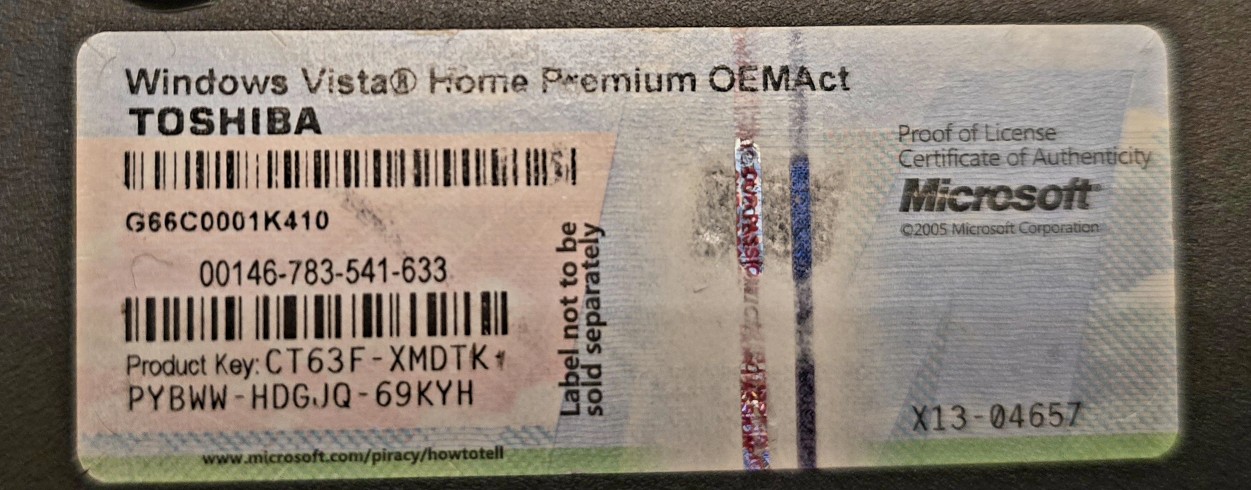 Windows Vista® Home Premium OEMAct
TOSHIBA
G66C0001K410
00146-783-541-633
Product Key: CT63F-XMDTK-
PYBWW-HDGJQ-69KYH
www.microsoft.com/piracy/howtotell
Label not to be
sold separately
Proof of License
Certificate of Authenticity
Microsoft®
©2005 Microsoft Corporation
X13-04657